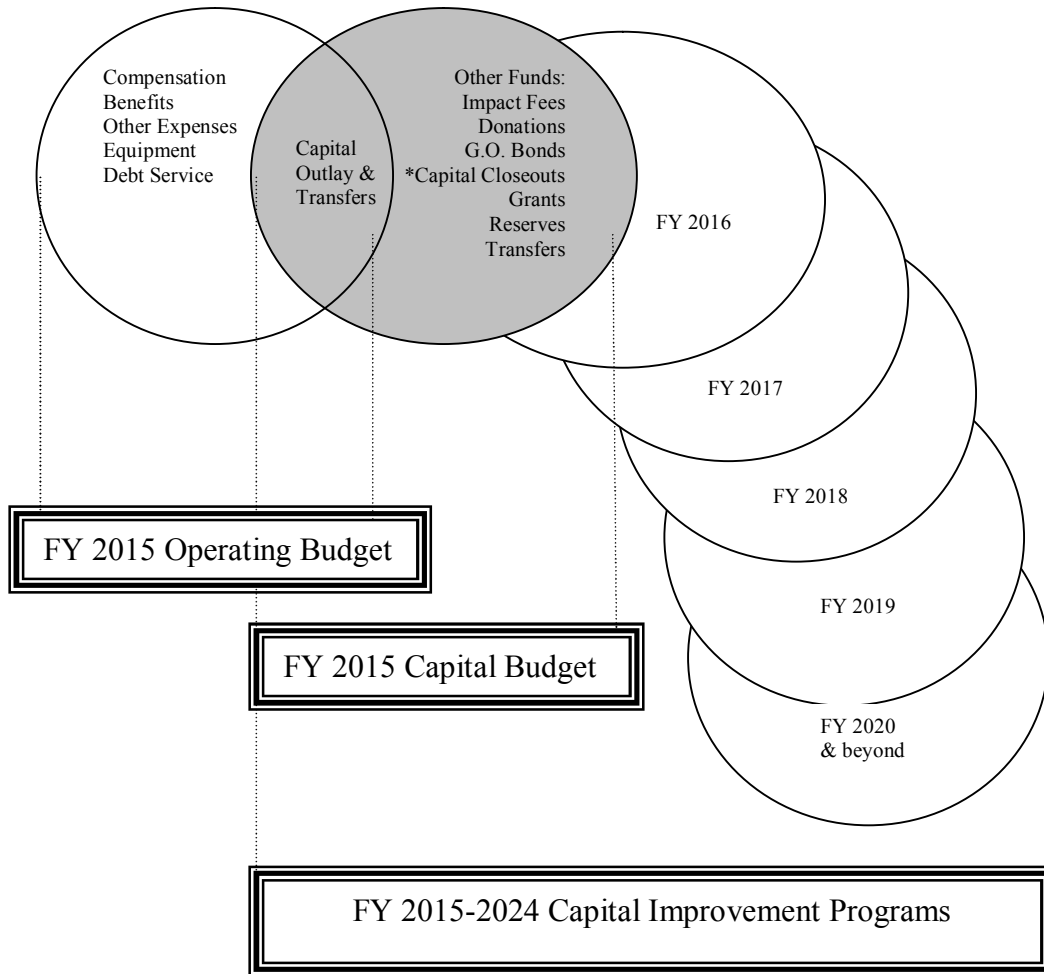 Compensation
Benefits
Other Expenses
Equipment
Debt Service
Capital
Outlay &
Transfers
Other Funds:
Impact Fees
Donations
G.O. Bonds
*Capital Closeouts
Grants
Reserves
Transfers
FY 2016
FY 2017
FY 2018
FY 2019
FY 2020
& beyond
FY 2015 Operating Budget
FY 2015 Capital Budget
FY 2015-2024 Capital Improvement Programs